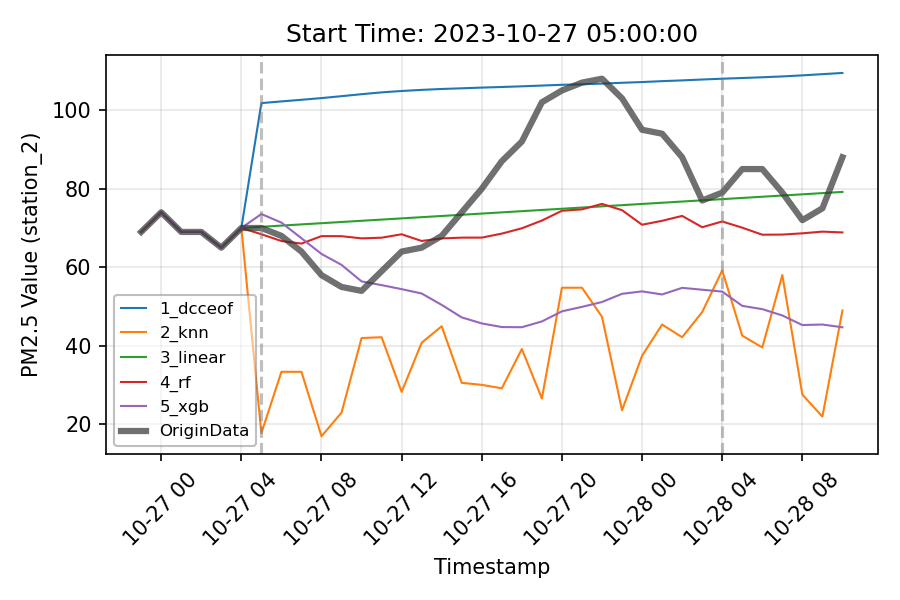 Start Time: 2023-10-27 05:00:00
PM2.5 Value (station_2)
100
80
60
40
20
1_dcceof
2_knn
3_linear
4_rf
5_xgb
OriginData
10-27 00
10-27 04
10-27 08
10-27 12
10-27 16
10-27 20
10-28 00
10-28 04
10-28 08
Timestamp